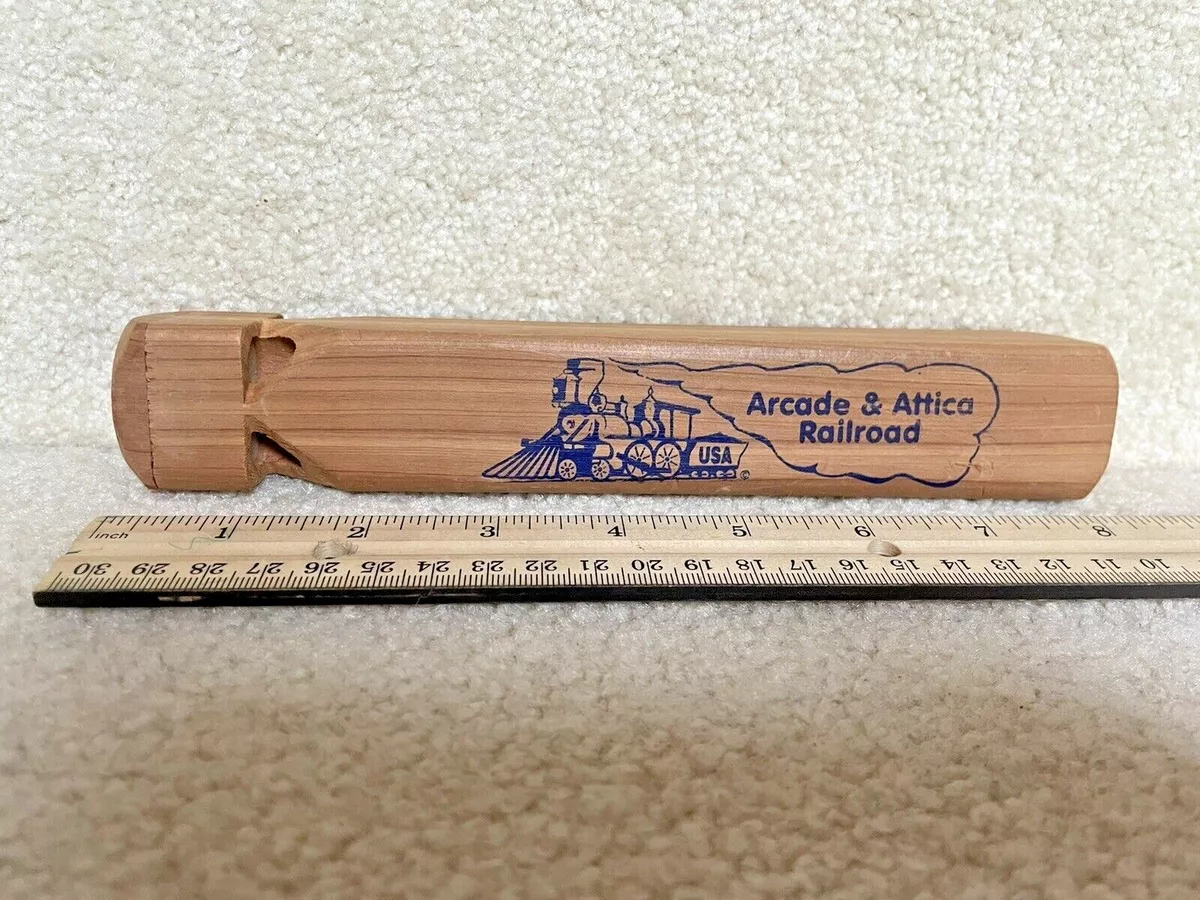 Arcade & Attica
Railroad
USA
©
inch 1 2 3 4 5 6 7 8
30 29 28 27 26 25 24 23 22 21 20 19 18 17 16 15 14 13 12 11 10